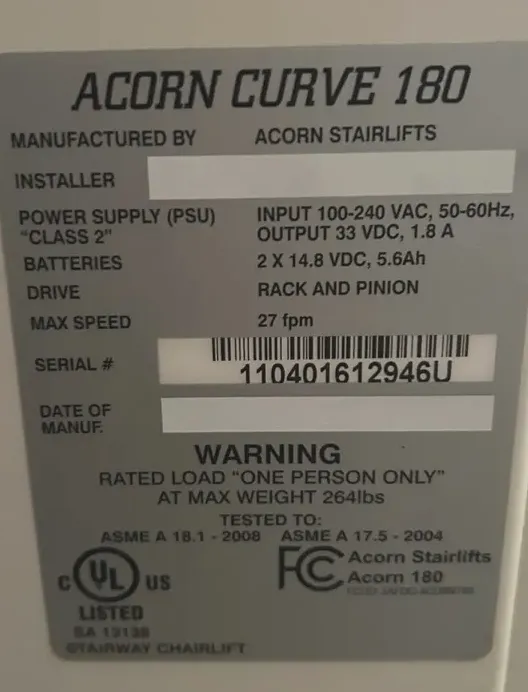 ACORN CURVE 180
MANUFACTURED BY ACORN STAIRLIFTS
INSTALLER
POWER SUPPLY (PSU) INPUT 100-240 VAC, 50-60Hz,
"CLASS 2" OUTPUT 33 VDC, 1.8 A
BATTERIES 2 X 14.8 VDC, 5.6Ah
DRIVE RACK AND PINION
MAX SPEED 27 fpm
SERIAL # 110401612946U
DATE OF
MANUF.
WARNING
RATED LOAD "ONE PERSON ONLY"
AT MAX WEIGHT 264lbs
TESTED TO:
ASME A 18.1 - 2008 ASME A 17.5 - 2004
C UL US FC Acorn Stairlifts
Acorn 180
LISTED
SA 13138
STAIRWAY CHAIRLIFT